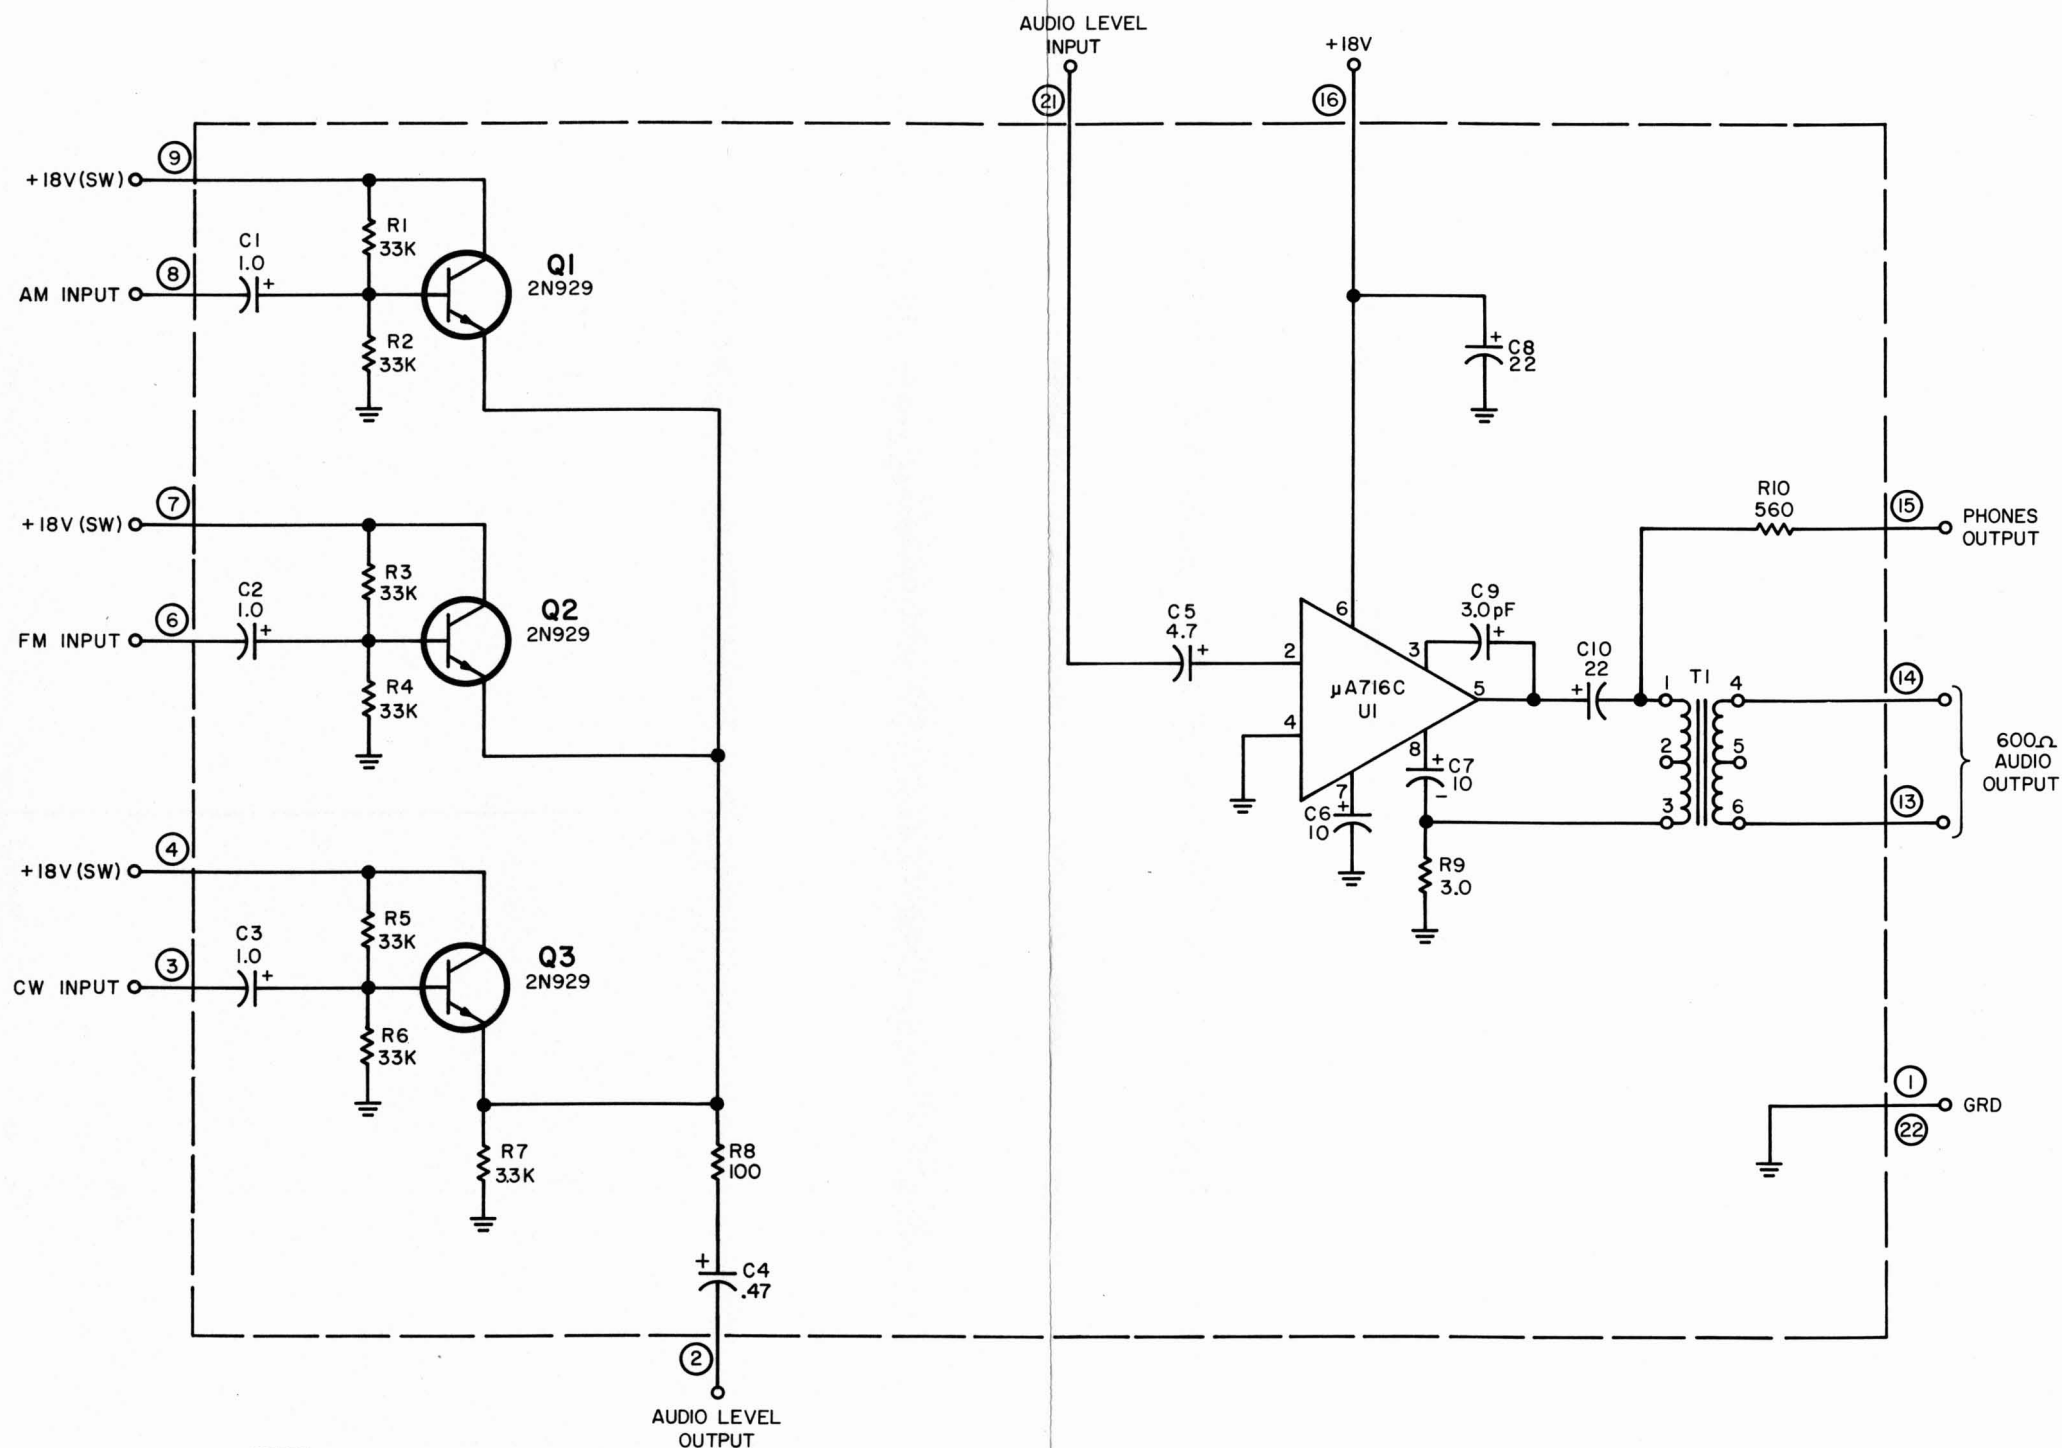 AUDIO LEVEL
INPUT
+18V
21
16
9
+18V(SW)
R1
33K
C1
1.0
+
8
AM INPUT
Q1
2N929
R2
33K
+
C8
22
7
+18V(SW)
R3
33K
C2
1.0
+
6
FM INPUT
Q2
2N929
R4
33K
R10
560
15
PHONES
OUTPUT
C5
4.7
+
2
6
3
C9
3.0pF
+
μA716C
U1
5
4
C10
22
+
1
T1
4
14
2
5
8
+
C7
10
-
7
+
C6
10
3
6
13
600Ω
AUDIO
OUTPUT
R9
3.0
4
+18V(SW)
R5
33K
C3
1.0
+
3
CW INPUT
Q3
2N929
R6
33K
1
GRD
22
R7
3.3K
R8
100
+
C4
.47
2
AUDIO LEVEL
OUTPUT